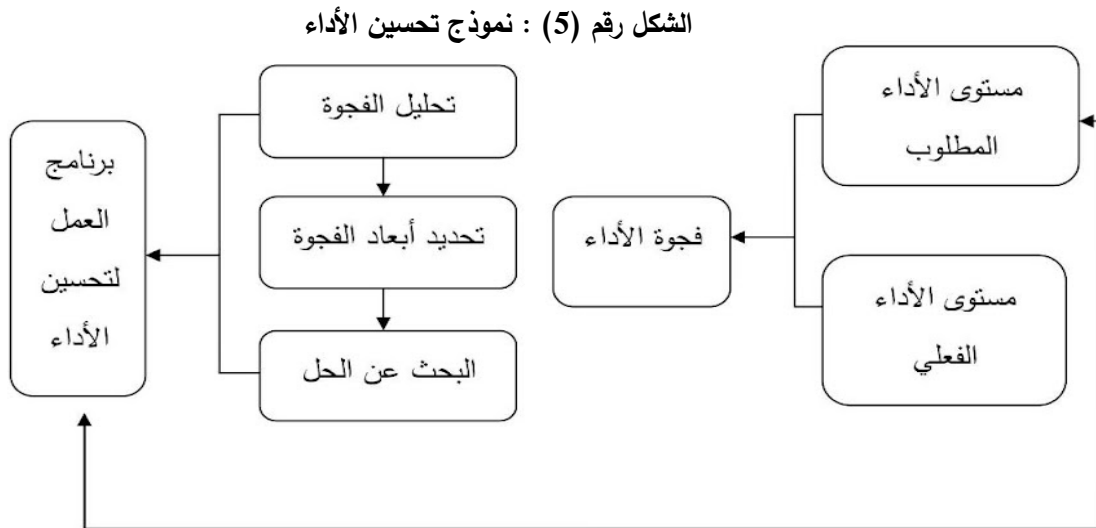 الشكل رقم (5) : نموذج تحسين الأداء
مستوى الأداء
المطلوب
مستوى الأداء
الفعلي
فجوة الأداء
تحليل الفجوة
تحديد أبعاد الفجوة
البحث عن الحل
برنامج
العمل
لتحسين
الأداء